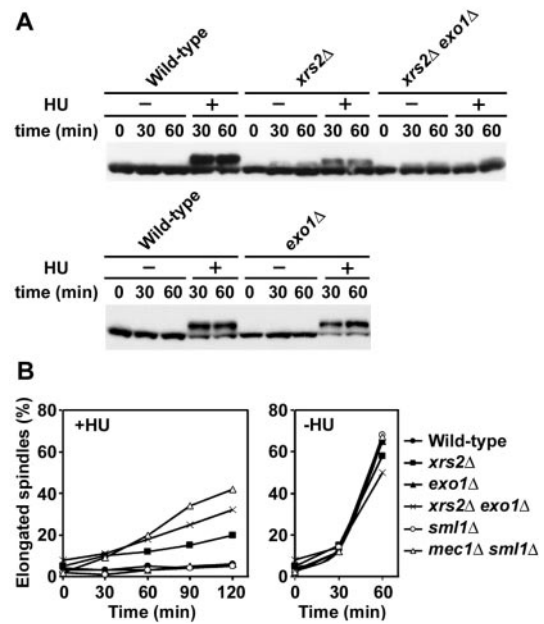 A
Wild-type xrs2Δ xrs2Δ exo1Δ
HU − + − + − +
time (min) 0 30 60 30 60 0 30 60 30 60 0 30 60 30 60
Wild-type exo1Δ
HU − + − +
time (min) 0 30 60 30 60 0 30 60 30 60
B
Elongated spindles (%)
80 60 40 20 0
+HU
0 30 60 90 120
Time (min)
80 60 40 20 0
-HU
0 30 60
Time (min)
Wild-type
xrs2Δ
exo1Δ
xrs2Δ exo1Δ
sml1Δ
mec1Δ sml1Δ